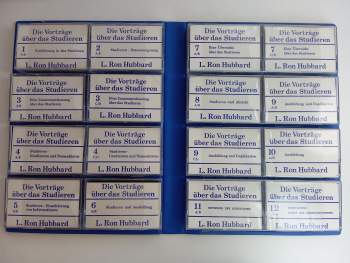 Die Vorträge
über das Studieren
1
A/B
Einführung in das Studieren
L. Ron Hubbard
Die Vorträge
über das Studieren
2
A/B
Studieren -
L. Ron Hubbard
Die Vorträge
über das Studieren
3
A/B
Eine Zusammenfassung
über das Studieren
L. Ron Hubbard
Die Vorträge
über das Studieren
3
Eine Zusammenfassung
über das Studieren
L. Ron Hubbard
Die Vorträge
über das Studieren
4
A/B
Studieren:
Gradienten und
L. Ron Hubbard
Die Vorträge
über das Studieren
4
Studieren:
Gradienten und
L. Ron Hubbard
Die Vorträge
über das Studieren
5
A/B
Studieren:
von Informationen
L. Ron Hubbard
Die Vorträge
über das Studieren
6
A/B
Studieren und Ausbildung
L. Ron Hubbard
Die Vorträge
über das Studieren
7
A/B
Eine Übersicht
über das Studieren
L. Ron Hubbard
Die Vorträge
über das Studieren
7
Eine Übersicht
über das Studieren
L. Ron Hubbard
Die Vorträge
über das Studieren
8
A/B
Studieren und Absicht
L. Ron Hubbard
Die Vorträge
über das Studieren
9
A/B
Ausbildung und
L. Ron Hubbard
Die Vorträge
über das Studieren
9
Ausbildung und
L. Ron Hubbard
Die Vorträge
über das Studieren
10
A/B
Ausbildung
L. Ron Hubbard
Die Vorträge
über das Studieren
11
A/B
L. Ron Hubbard
Die Vorträge
über das Studieren
12
A/B
L. Ron Hubbard